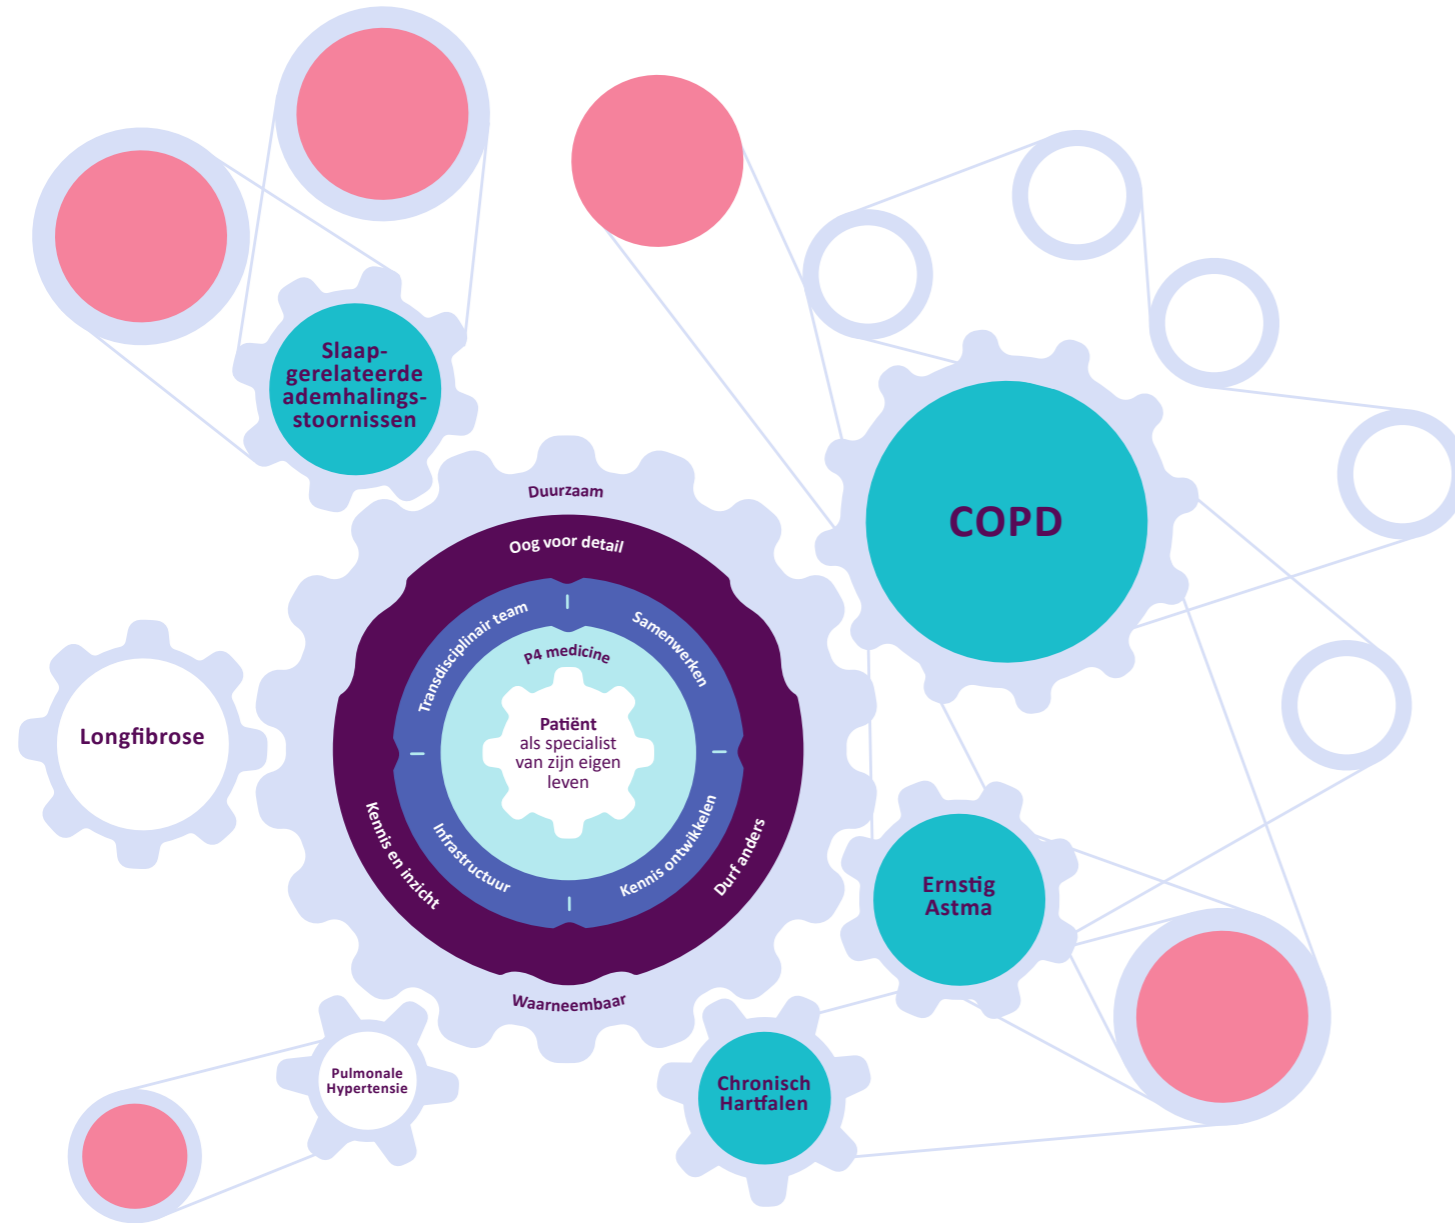 Slaap-
gerelateerde
ademhalings-
stoornissen
COPD
Duurzaam
Oog voor detail
Transdisciplinair team
Samenwerken
P4 medicine
Patiënt
als specialist
van zijn eigen
leven
Longfibrose
Kennis en inzicht
Infrastructuur
Kennis ontwikkelen
Durf anders
Waarneembaar
Ernstig
Astma
Pulmonale
Hypertensie
Chronisch
Hartfalen